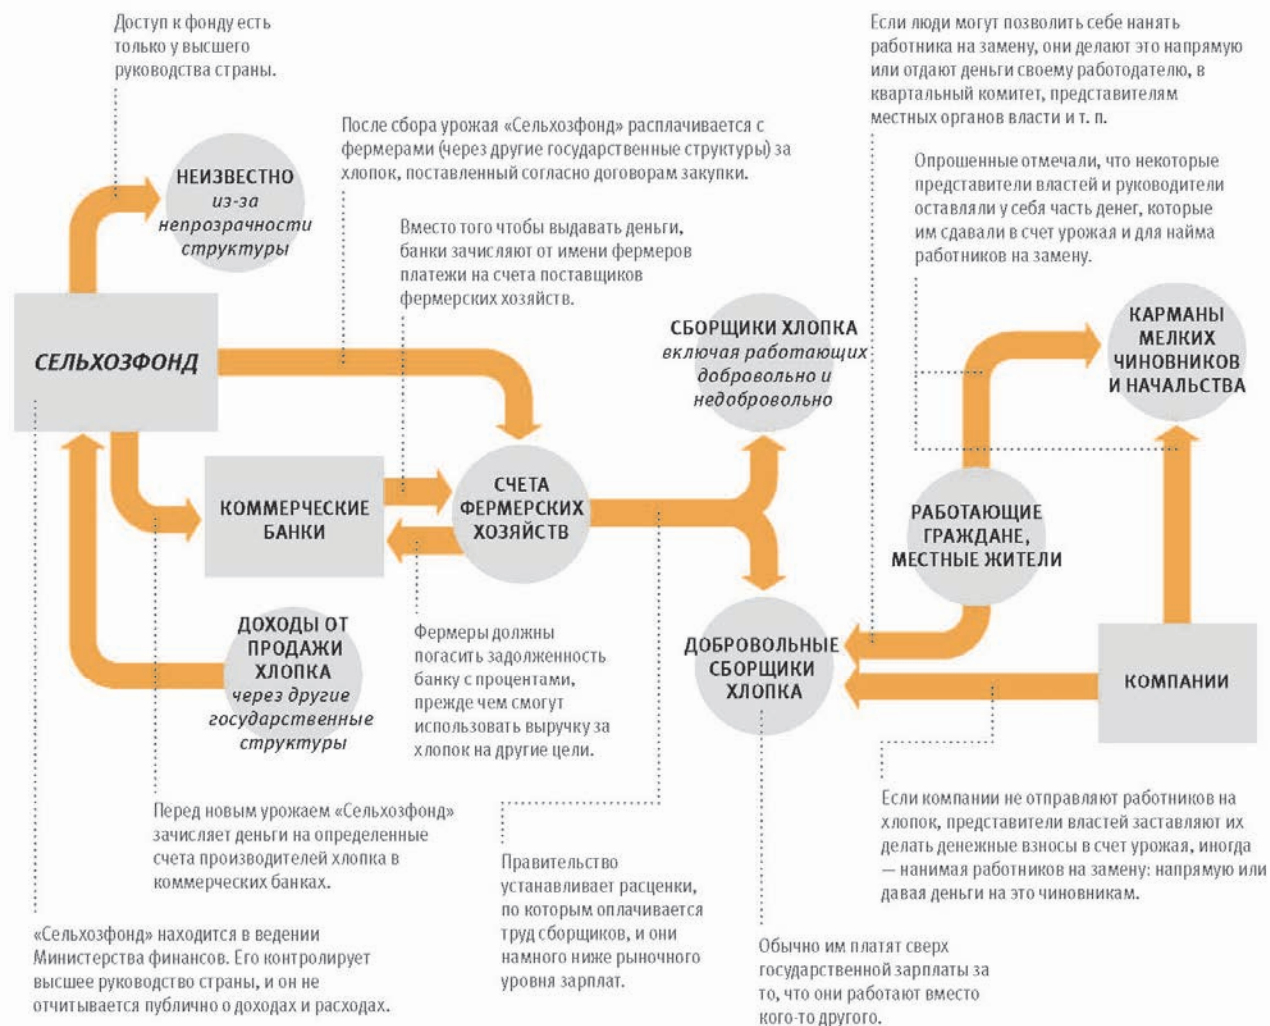 Доступ к фонду есть
только у высшего
руководства страны.
Если люди могут позволить себе нанять
работника на замену, они делают это напрямую
или отдают деньги своему работодателю, в
квартальный комитет, представителям
местных органов власти и т. п.
После сбора урожая «Сельхозфонд» расплачивается с
фермерами (через другие государственные структуры) за
хлопок, поставленный согласно договорам закупки.
Опрошенные отмечали, что некоторые
представители властей и руководители
оставляли у себя часть денег, которые
им сдавали в счет урожая и для найма
работников на замену.
НЕИЗВЕСТНО
из-за
непрозрачности
структуры
Вместо того чтобы выдавать деньги,
банки зачисляют от имени фермеров
платежи на счета поставщиков
фермерских хозяйств.
СЕЛЬХОЗФОНД
СБОРЩИКИ ХЛОПКА
включая работающих
добровольно и
недобровольно
КАРМАНЫ
МЕЛКИХ
ЧИНОВНИКОВ
И НАЧАЛЬСТВА
КОММЕРЧЕСКИЕ
БАНКИ
СЧЕТА
ФЕРМЕРСКИХ
ХОЗЯЙСТВ
РАБОТАЮЩИЕ
ГРАЖДАНЕ,
МЕСТНЫЕ ЖИТЕЛИ
ДОХОДЫ ОТ
ПРОДАЖИ
ХЛОПКА
через другие
государственные
структуры
Фермеры должны
погасить задолженность
банку с процентами,
прежде чем смогут
использовать выручку за
хлопок на другие цели.
ДОБРОВОЛЬНЫЕ
СБОРЩИКИ
ХЛОПКА
КОМПАНИИ
Перед новым урожаем «Сельхозфонд»
зачисляет деньги на определенные
счета производителей хлопка в
коммерческих банках.
Правительство
устанавливает расценки,
по которым оплачивается
труд сборщиков, и они
намного ниже рыночного
уровня зарплат.
Если компании не отправляют работников на
хлопок, представители властей заставляют их
делать денежные взносы в счет урожая, иногда
— нанимая работников на замену: напрямую или
давая деньги на это чиновникам.
«Сельхозфонд» находится в ведении
Министерства финансов. Его контролирует
высшее руководство страны, и он не
отчитывается публично о доходах и расходах.
Обычно им платят сверх
государственной зарплаты за
то, что они работают вместо
кого-то другого.